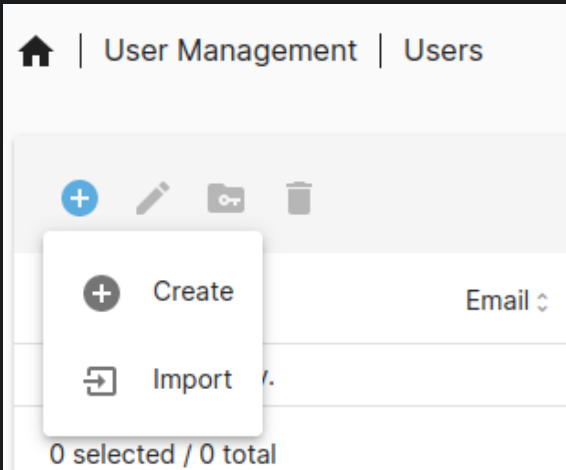 User Management | Users
Create
Email
Import
y.
0 selected / 0 total